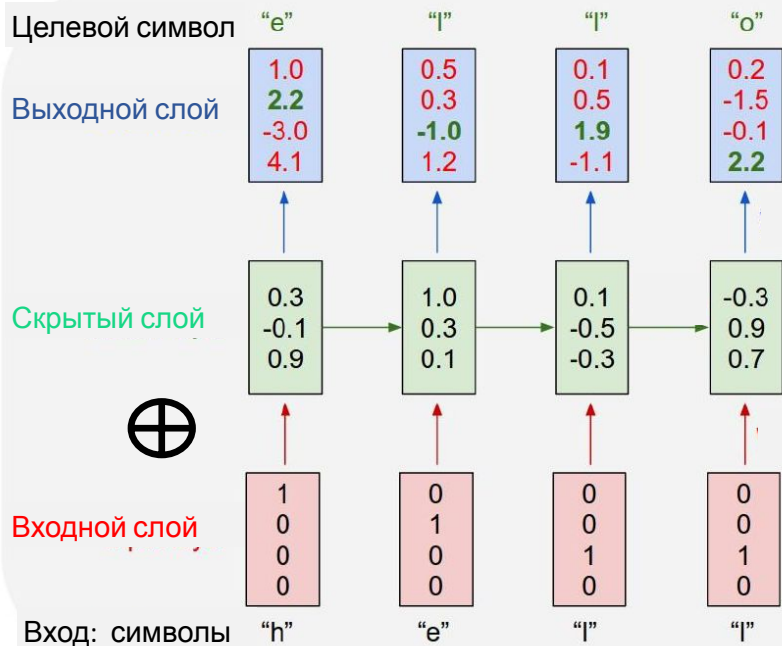 Целевой символ “e” “l” “l” “o”
Выходной слой
1.0 0.5 0.1 0.2
2.2 0.3 0.5 -1.5
-3.0 -1.0 1.9 -0.1
4.1 1.2 -1.1 2.2
Скрытый слой
0.3 1.0 0.1 -0.3
-0.1 0.3 -0.5 0.9
0.9 0.1 -0.3 0.7
Входной слой
1 0 0 0
0 1 0 0
0 0 1 1
0 0 0 0
Вход: символы “h” “e” “l” “l”